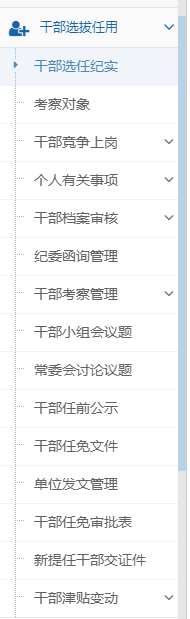 干部选拔任用
干部选任纪实
考察对象
干部竞争上岗
个人有关事项
干部档案审核
纪委函询管理
干部考察管理
干部小组会议题
常委会讨论议题
干部任前公示
干部任免文件
单位发文管理
干部任免审批表
新提任干部交证件
干部津贴变动